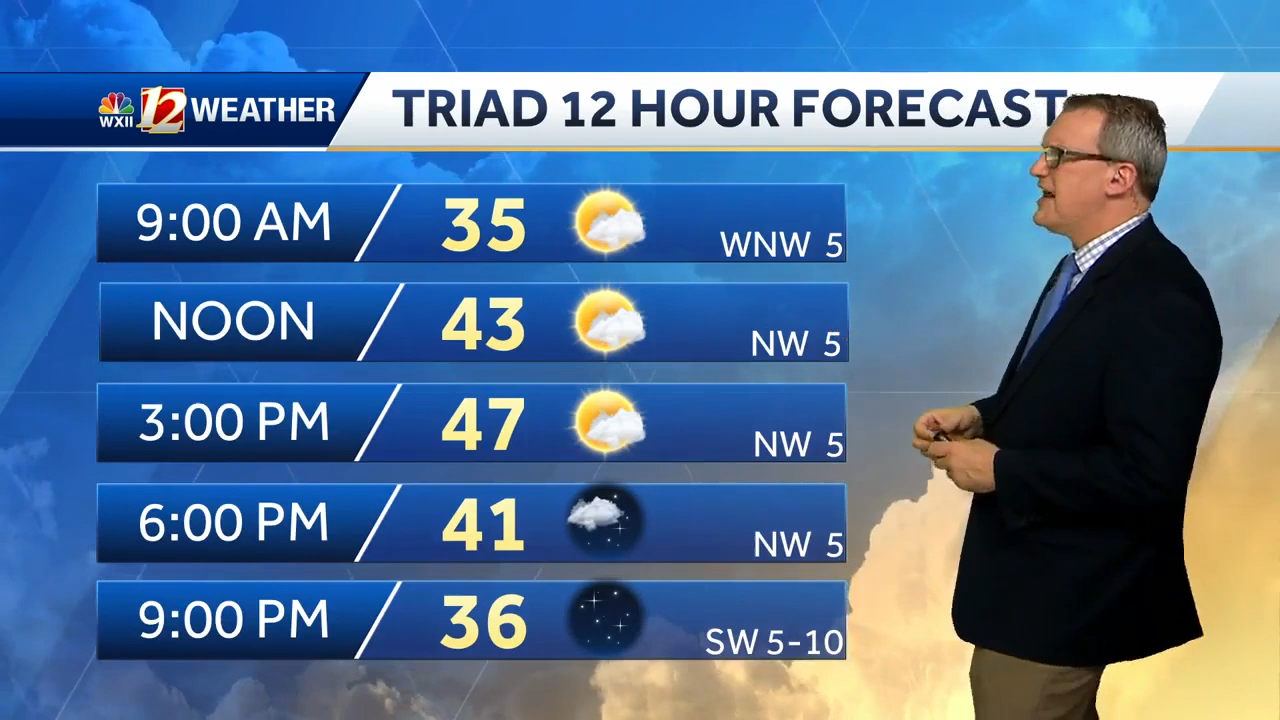 WXII 12 WEATHER
TRIAD 12 HOUR FORECAST
9:00 AM 35 WNW 5
NOON 43 NW 5
3:00 PM 47 NW 5
6:00 PM 41 NW 5
9:00 PM 36 SW 5-10